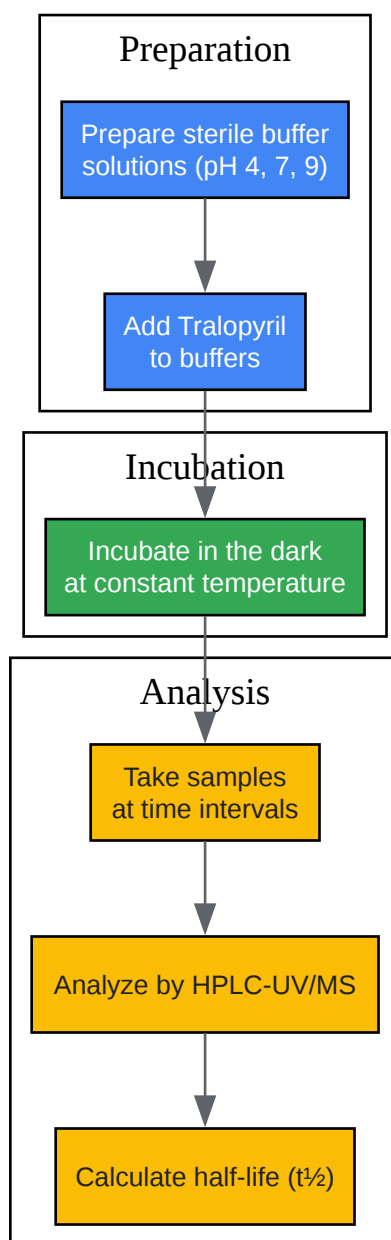 Preparation
Prepare sterile buffer
solutions (pH 4, 7, 9)
Add Tralopyril
to buffers
Incubation
Incubate in the dark
at constant temperature
Analysis
Take samples
at time intervals
Analyze by HPLC-UV/MS
Calculate half-life (t½)